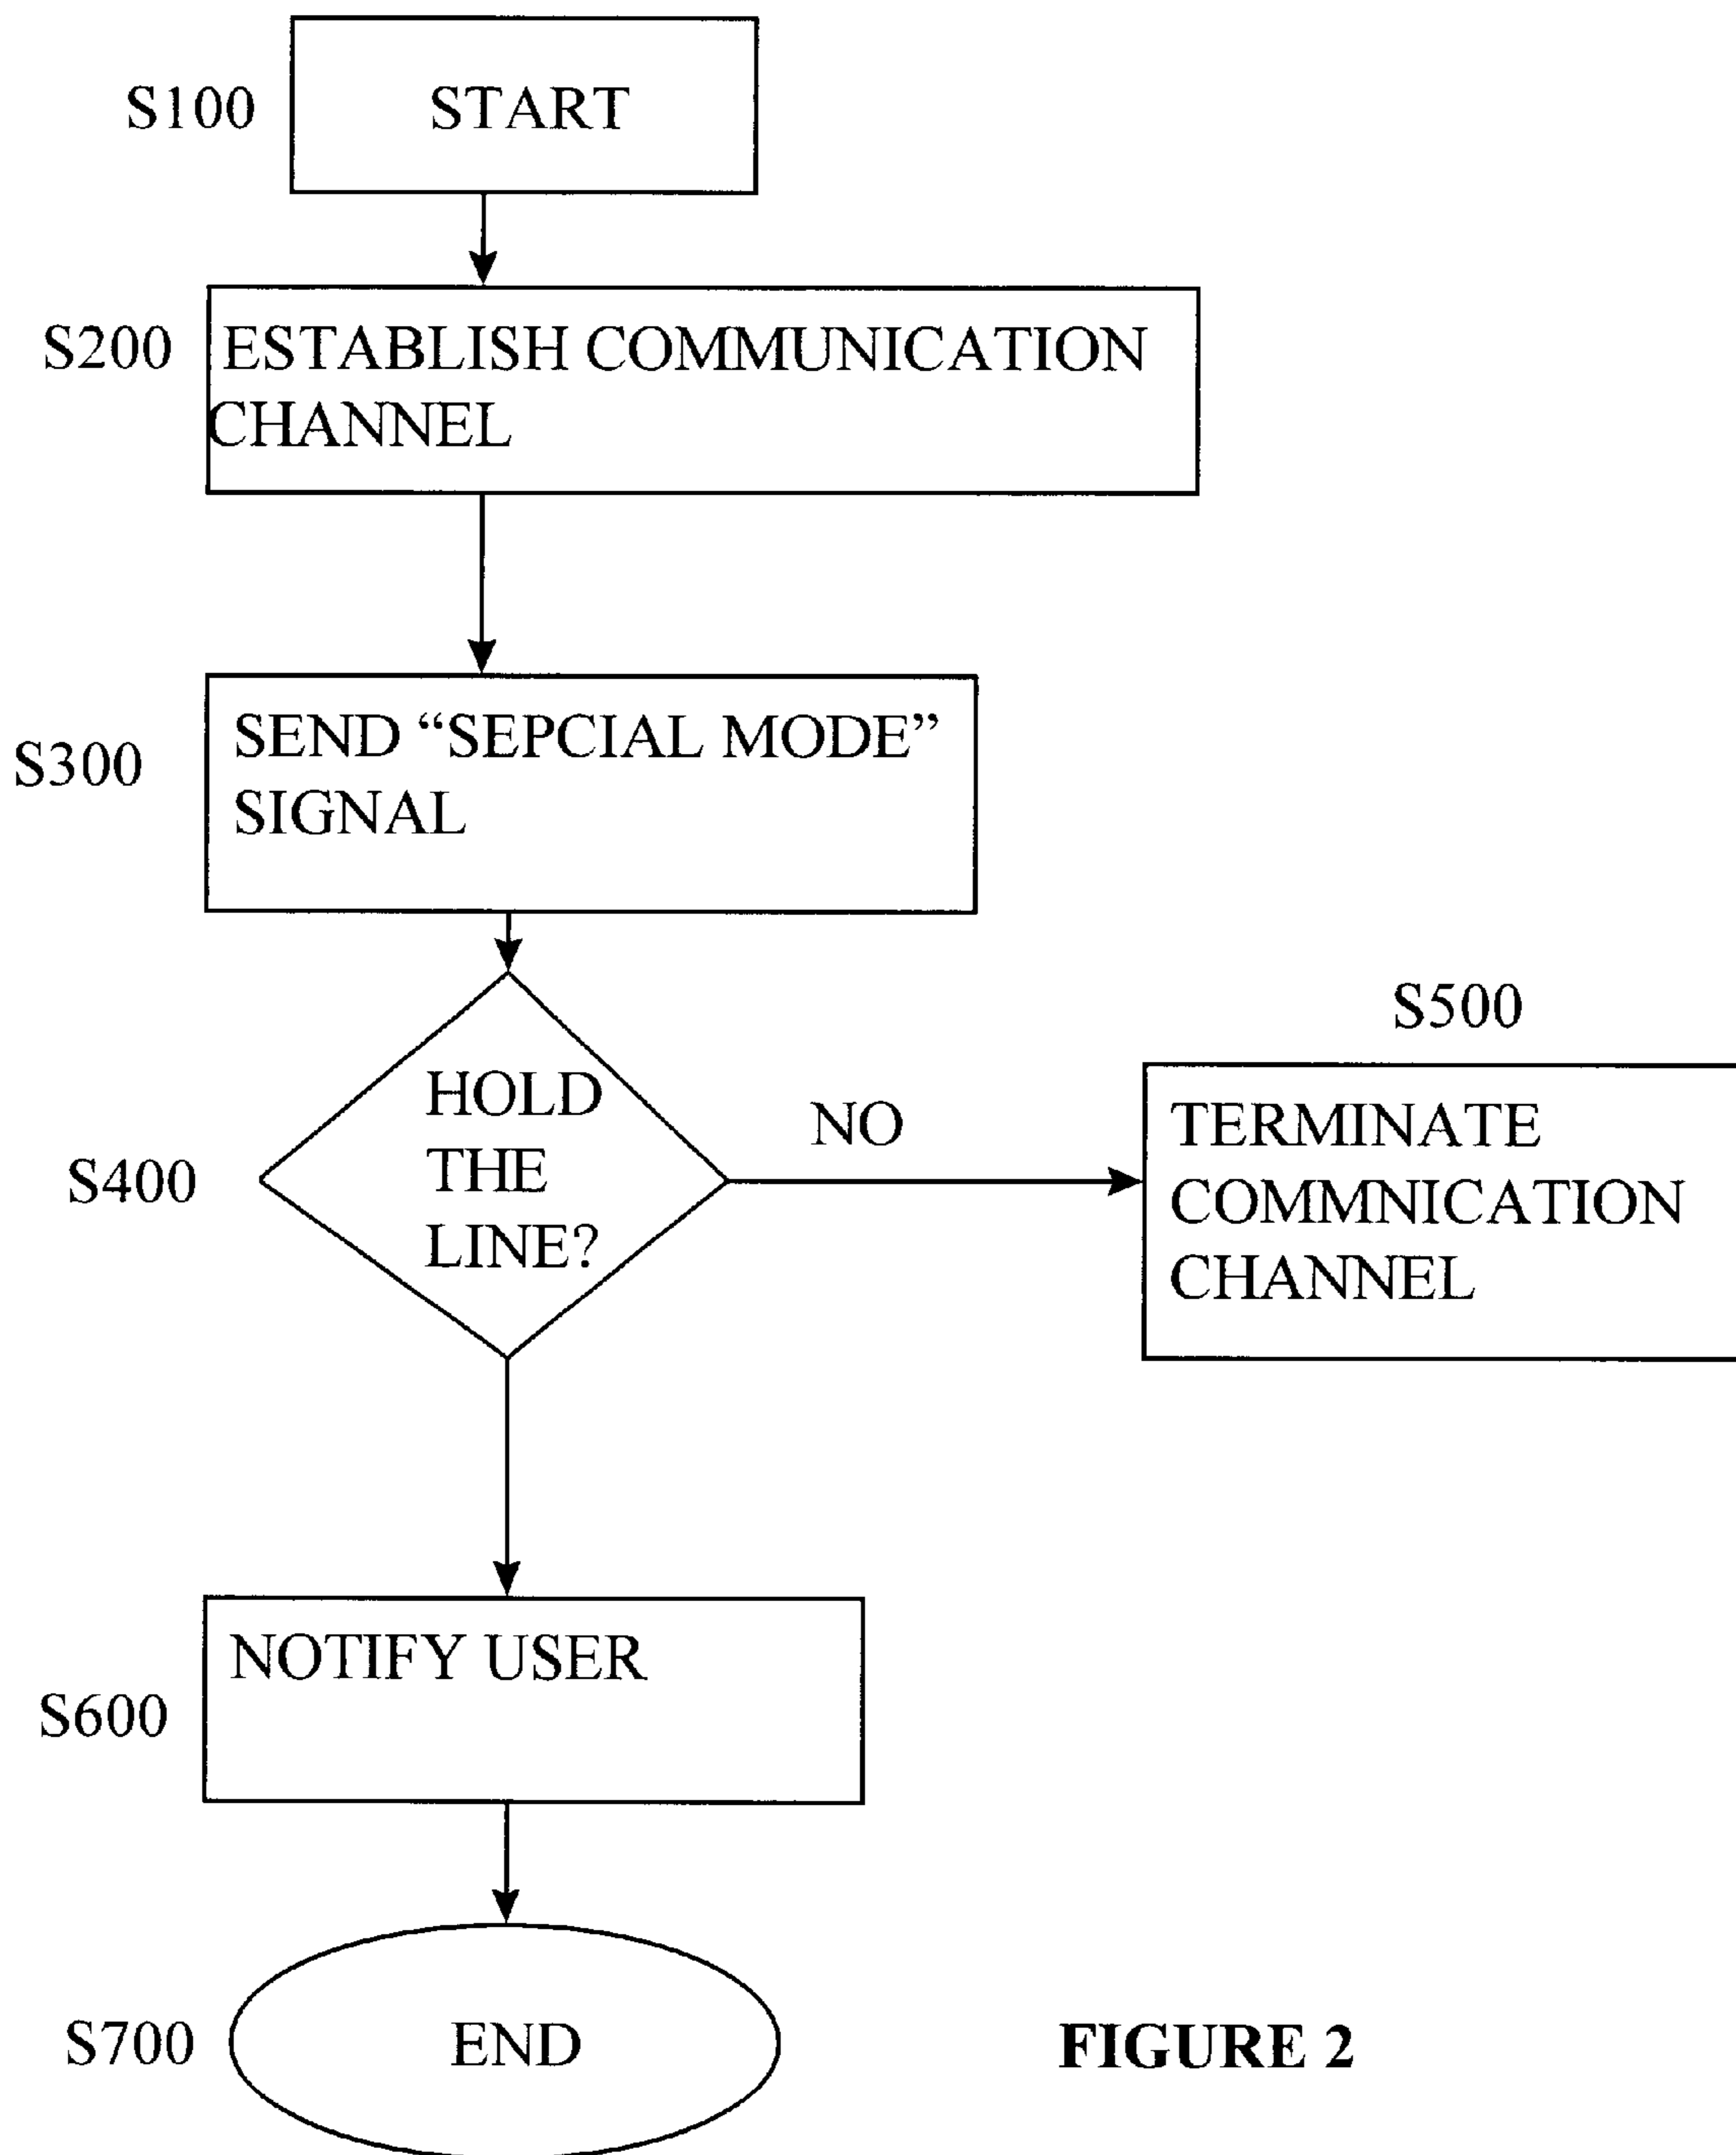 S100
START
S200
ESTABLISH COMMUNICATION
CHANNEL
S300
SEND “SEPCIAL MODE”
SIGNAL
S400
HOLD
THE
LINE?
NO
S500
TERMINATE
COMMNICATION
CHANNEL
S600
NOTIFY USER
S700
END
FIGURE 2